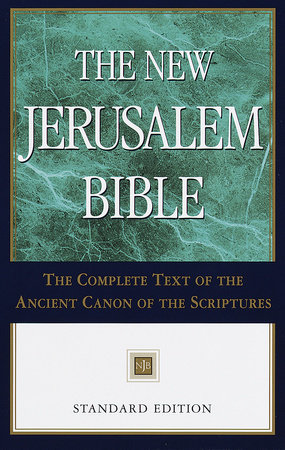 THE NEW
JERUSALEM
BIBLE
THE COMPLETE TEXT OF THE
ANCIENT CANON OF THE SCRIPTURES
NJB
STANDARD EDITION